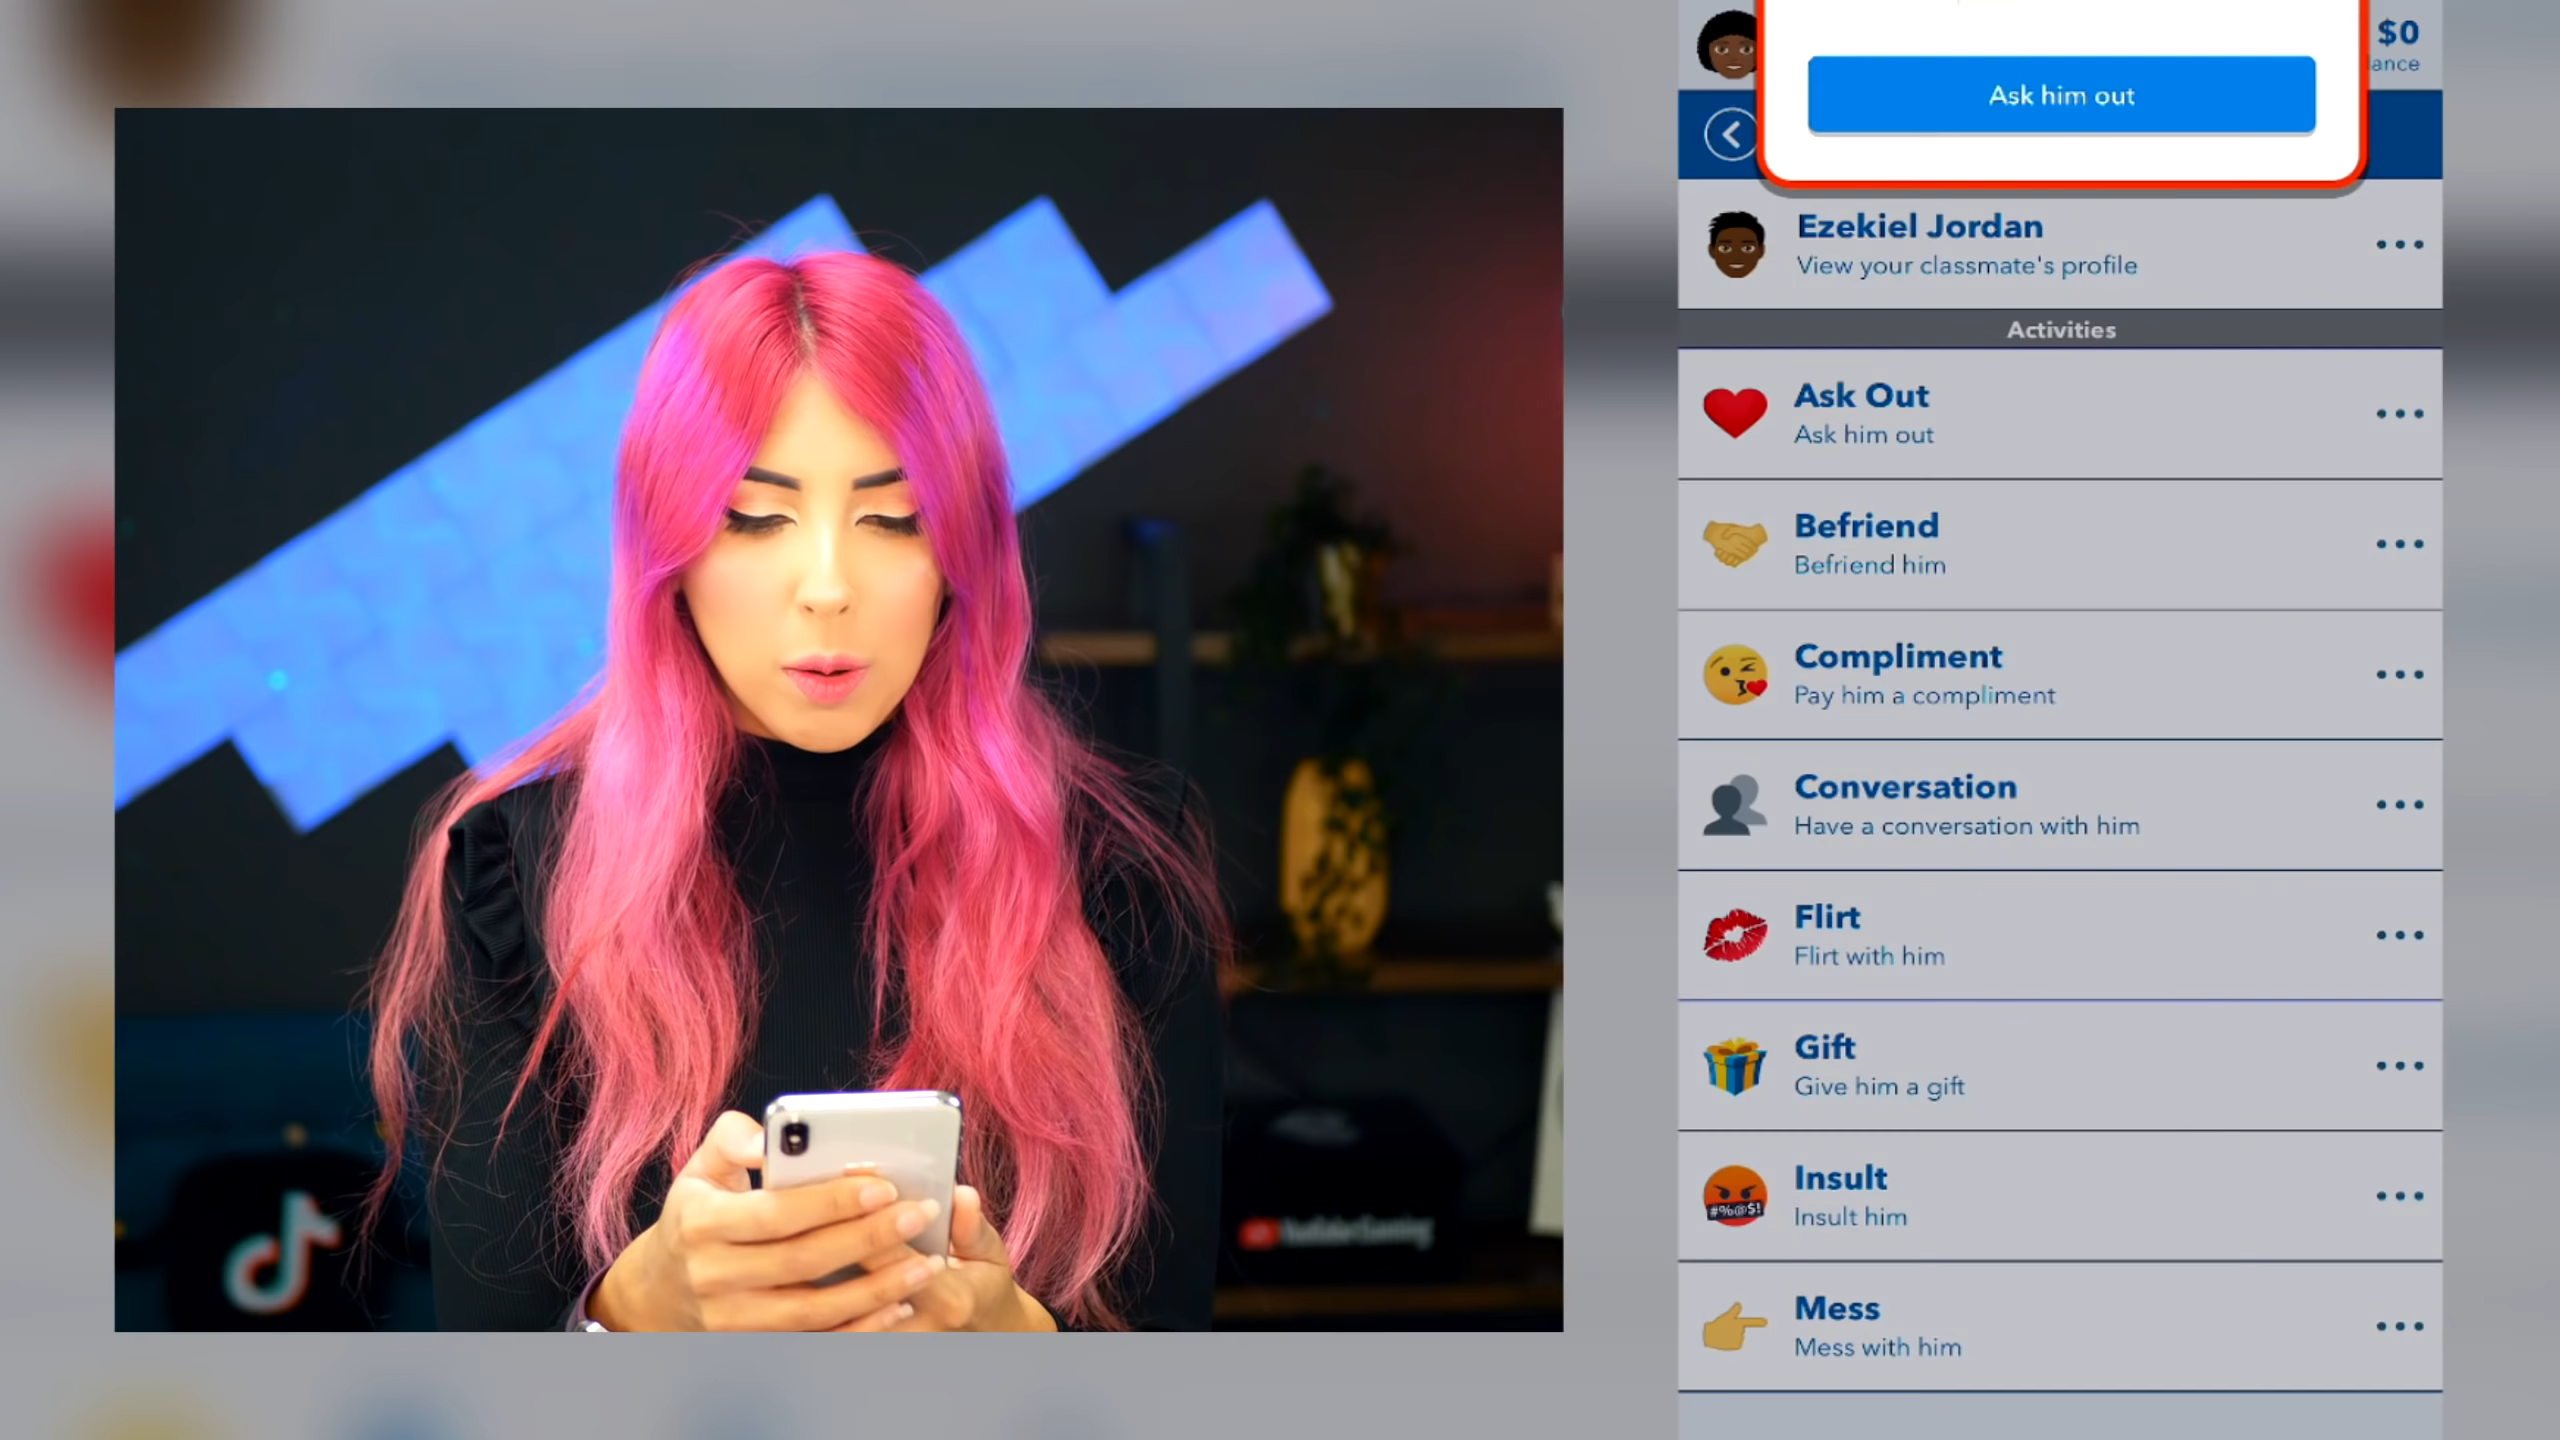 $0
Ask him out
Ezekiel Jordan
View your classmate's profile
Activities
Ask Out
Ask him out
Befriend
Befriend him
Compliment
Pay him a compliment
Conversation
Have a conversation with him
Flirt
Flirt with him
Gift
Give him a gift
Insult
#%@$!
Insult him
Mess
Mess with him
YouTube Gaming